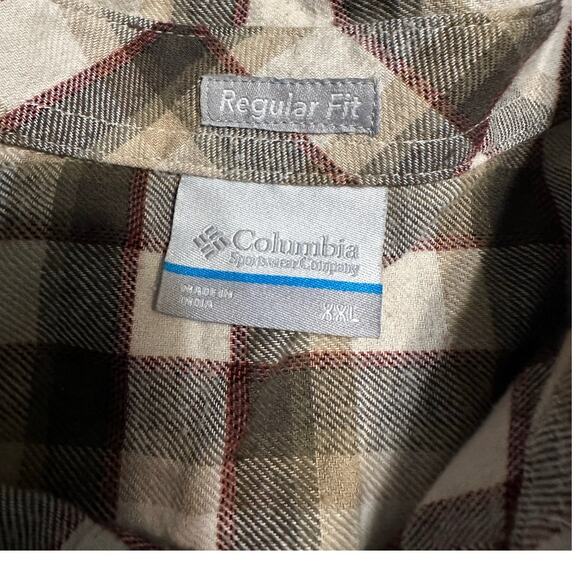 Regular Fit
Columbia
Sportswear Company
MADE IN
INDIA
XXL